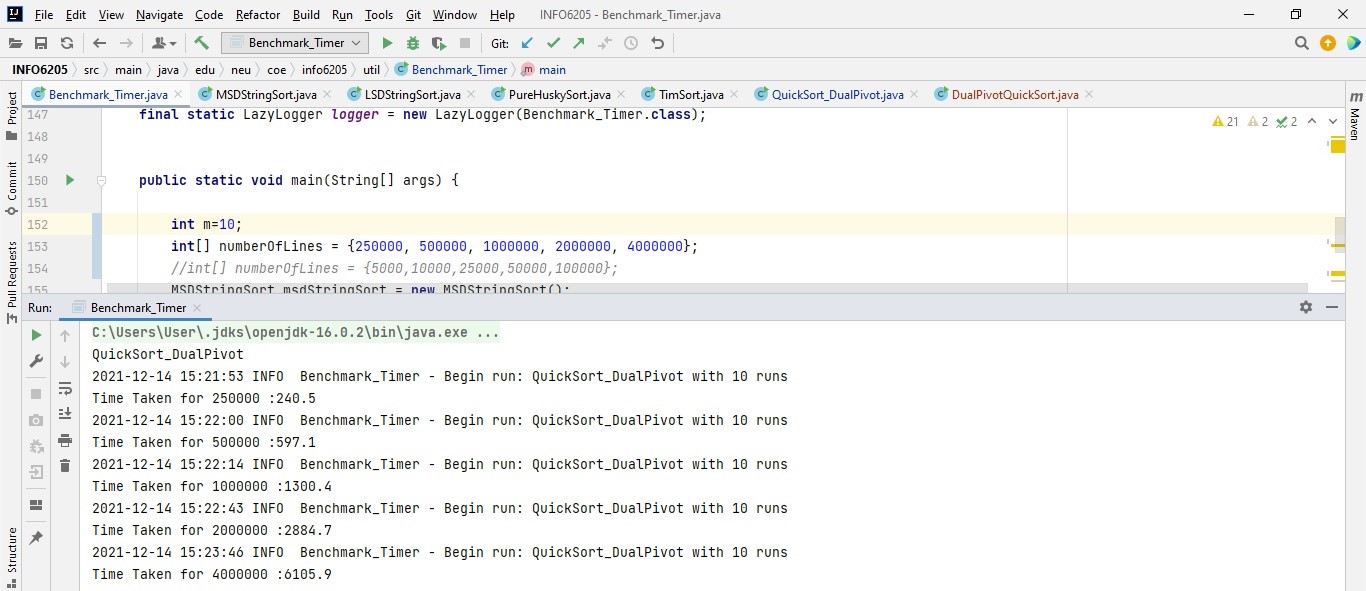 File Edit View Navigate Code Refactor Build Run Tools Git Window Help INFO6205 - Benchmark_Timer.java
Benchmark_Timer Git:
INFO6205 src main java edu neu coe info6205 util Benchmark_Timer main
Benchmark_Timer.java MSDStringSort.java LSDStringSort.java PureHuskySort.java TimSort.java QuickSort_DualPivot.java DualPivotQuickSort.java
Project
Commit
Pull Requests
Structure
Maven
21 2 2
147 final static LazyLogger logger = new LazyLogger(Benchmark_Timer.class);
148
149
150 public static void main(String[] args) {
151
152 int m=10;
153 int[] numberOfLines = {250000, 500000, 1000000, 2000000, 4000000};
154 //int[] numberOfLines = {5000,10000,25000,50000,100000};
155 MSDStringSort msdStringSort = new MSDStringSort();
Run: Benchmark_Timer
C:\Users\User\.jdks\openjdk-16.0.2\bin\java.exe ...
QuickSort_DualPivot
2021-12-14 15:21:53 INFO  Benchmark_Timer - Begin run: QuickSort_DualPivot with 10 runs
Time Taken for 250000 :240.5
2021-12-14 15:22:00 INFO  Benchmark_Timer - Begin run: QuickSort_DualPivot with 10 runs
Time Taken for 500000 :597.1
2021-12-14 15:22:14 INFO  Benchmark_Timer - Begin run: QuickSort_DualPivot with 10 runs
Time Taken for 1000000 :1300.4
2021-12-14 15:22:43 INFO  Benchmark_Timer - Begin run: QuickSort_DualPivot with 10 runs
Time Taken for 2000000 :2884.7
2021-12-14 15:23:46 INFO  Benchmark_Timer - Begin run: QuickSort_DualPivot with 10 runs
Time Taken for 4000000 :6105.9